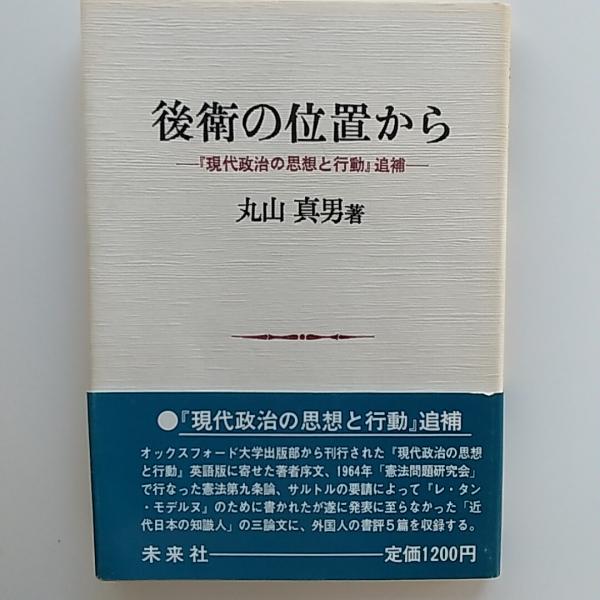 後衛の位置から
―『現代政治の思想と行動』追補―
丸山 真男著
●『現代政治の思想と行動』追補
オックスフォード大学出版部から刊行された『現代政治の思想
と行動』英語版に寄せた著者序文、1964年「憲法問題研究会」
で行なった憲法第九条論、サルトルの要請によって『レ・タン
・モデルヌ』のために書かれたが遂に発表に至らなかった「近
代日本の知識人」の三論文に、外国人の書評5篇を収録する。
未来社――定価1200円